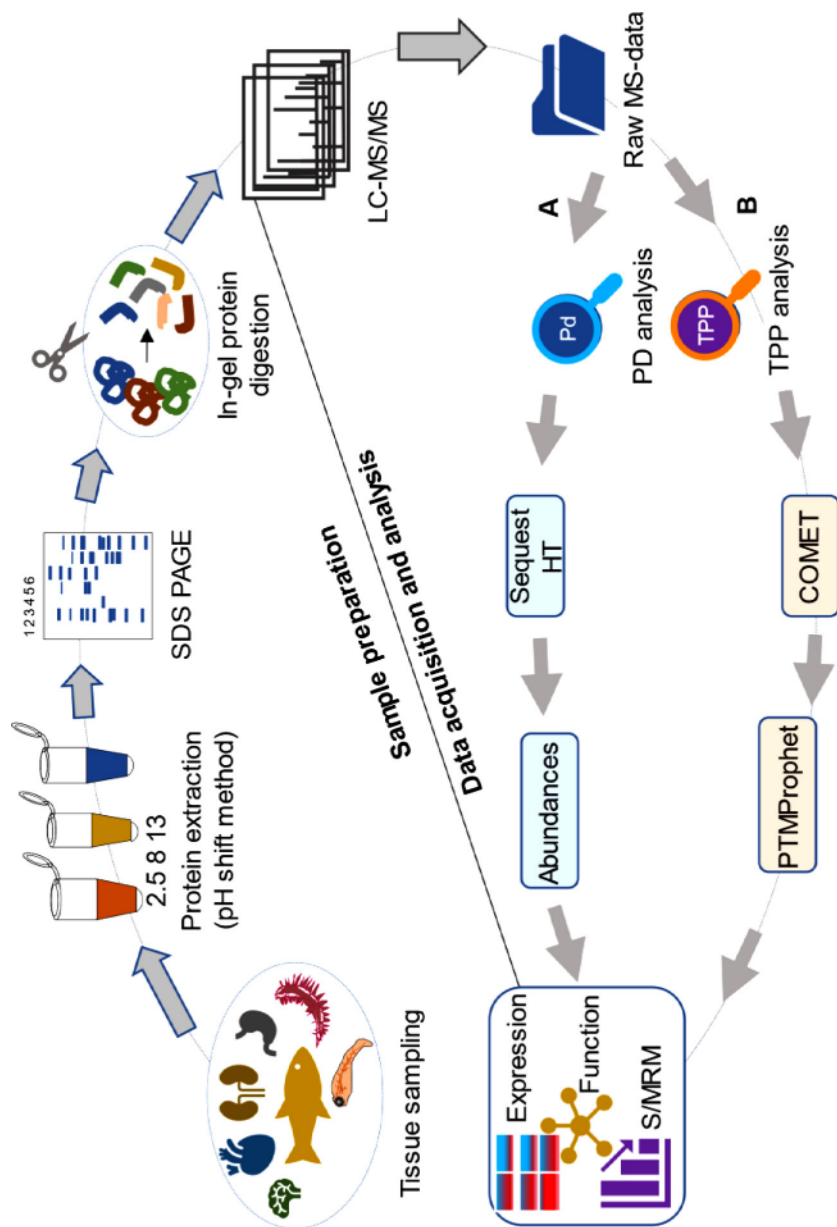 Tissue sampling
2.5 8 13
Protein extraction
(pH shift method)
1 2 3 4 5 6
SDS PAGE
In-gel protein
digestion
LC-MS/MS
Sample preparation
Data acquisition and analysis
Raw MS-data
A
Pd
PD analysis
Sequest
HT
Abundances
B
TPP
TPP analysis
COMET
PTMProphet
Expression
Function
S/MRM